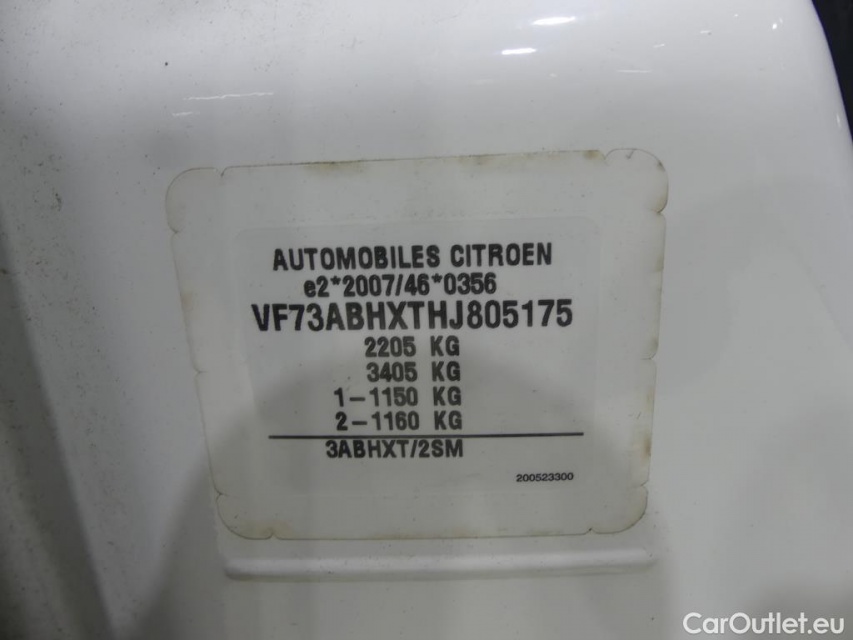 AUTOMOBILES CITROEN
e2*2007/46*0356
VF73ABHXTHJ805175
2205 KG
3405 KG
1-1150 KG
2-1160 KG
3ABHXT/2SM
200523300
CarOutlet.eu